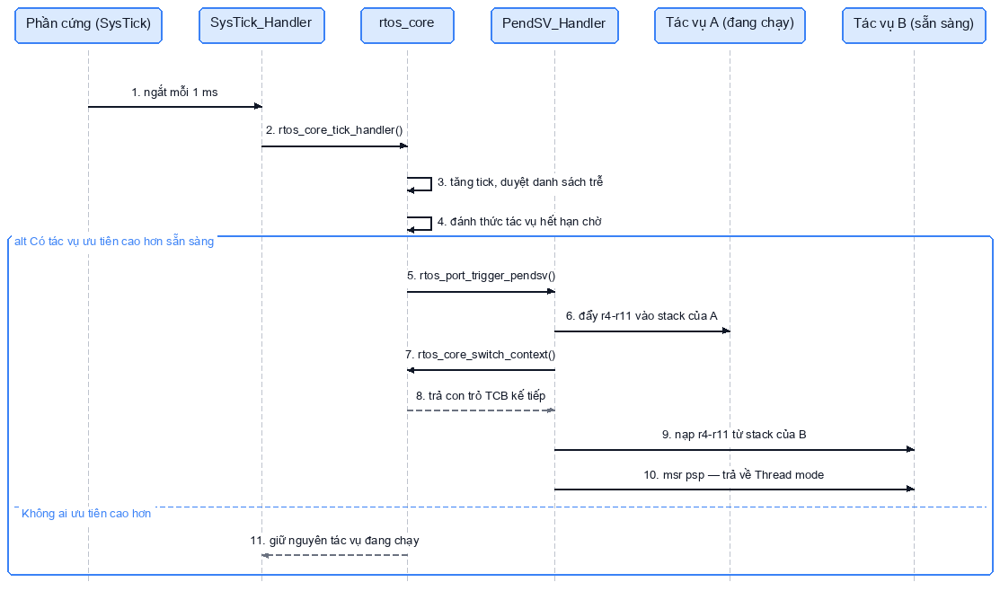 Phần cứng (SysTick)
SysTick_Handler
rtos_core
PendSV_Handler
Tác vụ A (đang chạy)
Tác vụ B (sẵn sàng)
1. ngắt mỗi 1 ms
2. rtos_core_tick_handler()
3. tăng tick, duyệt danh sách trễ
4. đánh thức tác vụ hết hạn chờ
alt Có tác vụ ưu tiên cao hơn sẵn sàng
5. rtos_port_trigger_pendsv()
6. đẩy r4-r11 vào stack của A
7. rtos_core_switch_context()
8. trả con trỏ TCB kế tiếp
9. nạp r4-r11 từ stack của B
10. msr psp — trả về Thread mode
Không ai ưu tiên cao hơn
11. giữ nguyên tác vụ đang chạy